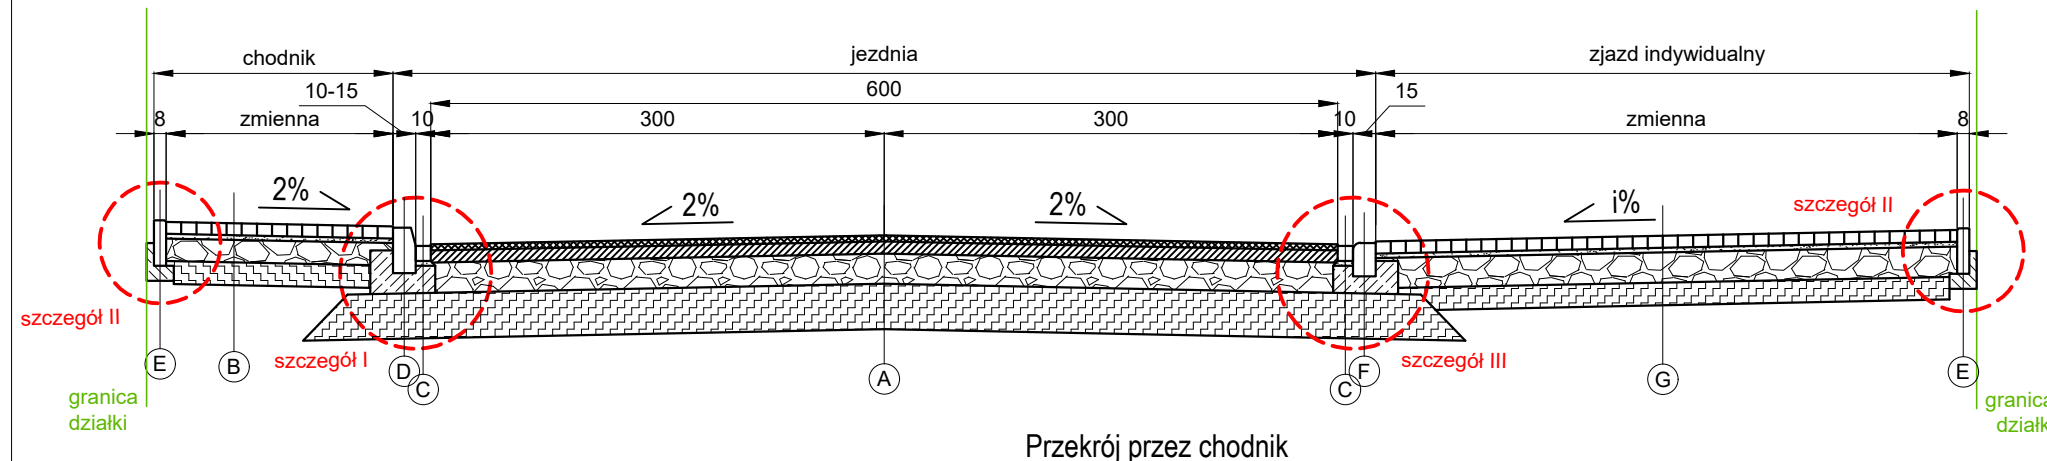 chodnik jezdnia zjazd indywidualny
10-15 600 15
8 zmienna 10 300 300 10 zmienna 8
2% 2% 2% i%
szczegół II
szczegół II szczegół I szczegół III
E B D C A C F G E
granica
działki
granica
działk
Przekrój przez chodnik